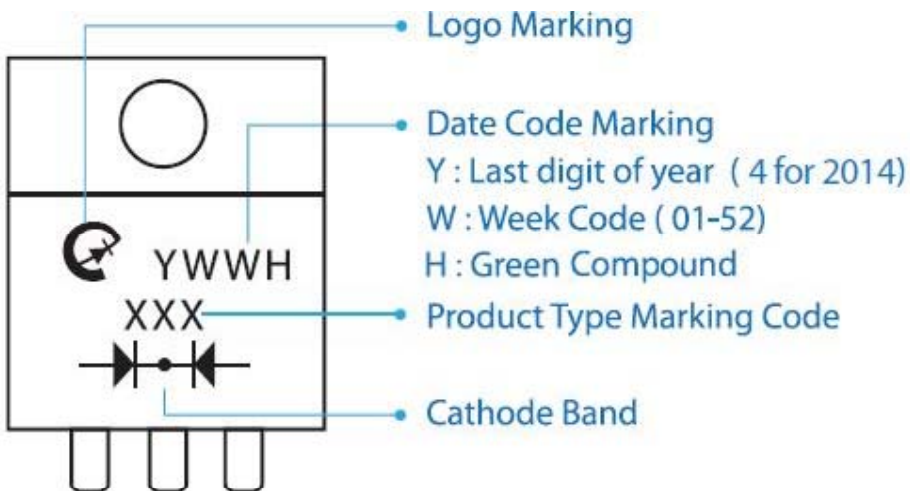 Logo Marking
Date Code Marking
Y : Last digit of year ( 4 for 2014)
W : Week Code ( 01-52)
YWWH
H : Green Compound
XXX
Product Type Marking Code
Cathode Band